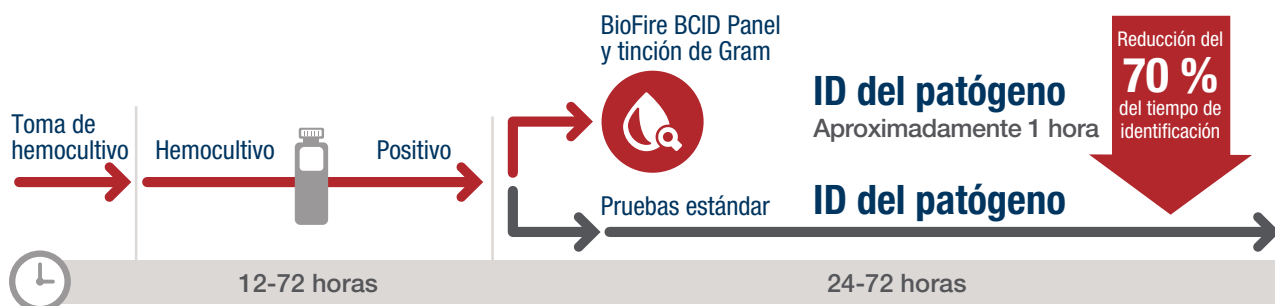 Toma de
hemocultivo
Hemocultivo
Positivo
BioFire BCID Panel
y tinción de Gram
ID del patógeno
Aproximadamente 1 hora
Reducción del
70 %
del tiempo de
identificación
Pruebas estándar
ID del patógeno
12-72 horas
24-72 horas